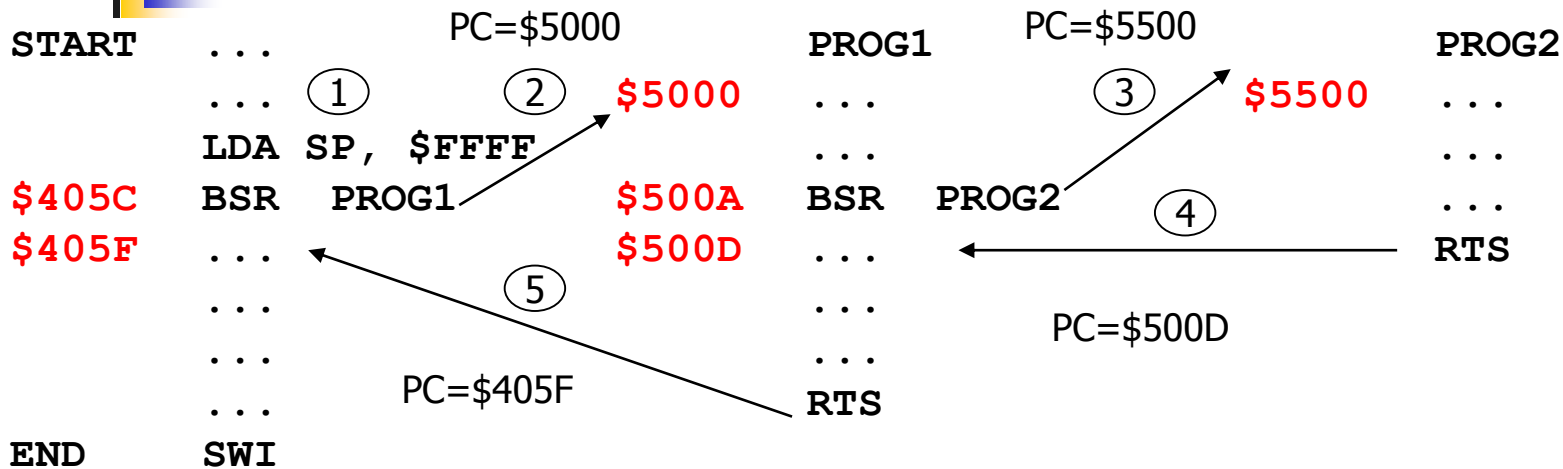 START ... PC=$5000 PROG1 PC=$5500 PROG2
... 1 2 $5000 ... 3 $5500 ...
LDA SP, $FFFF ... ...
$405C BSR PROG1 $500A BSR PROG2 4 ...
$405F ... $500D ... RTS
... 5 ... PC=$500D
... ...
... PC=$405F RTS
END SWI